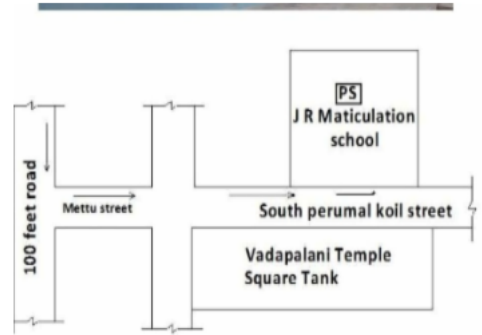 PS
J R Maticulation
school
100 feet road
Mettu street
South perumal koil street
Vadapalani Temple
Square Tank